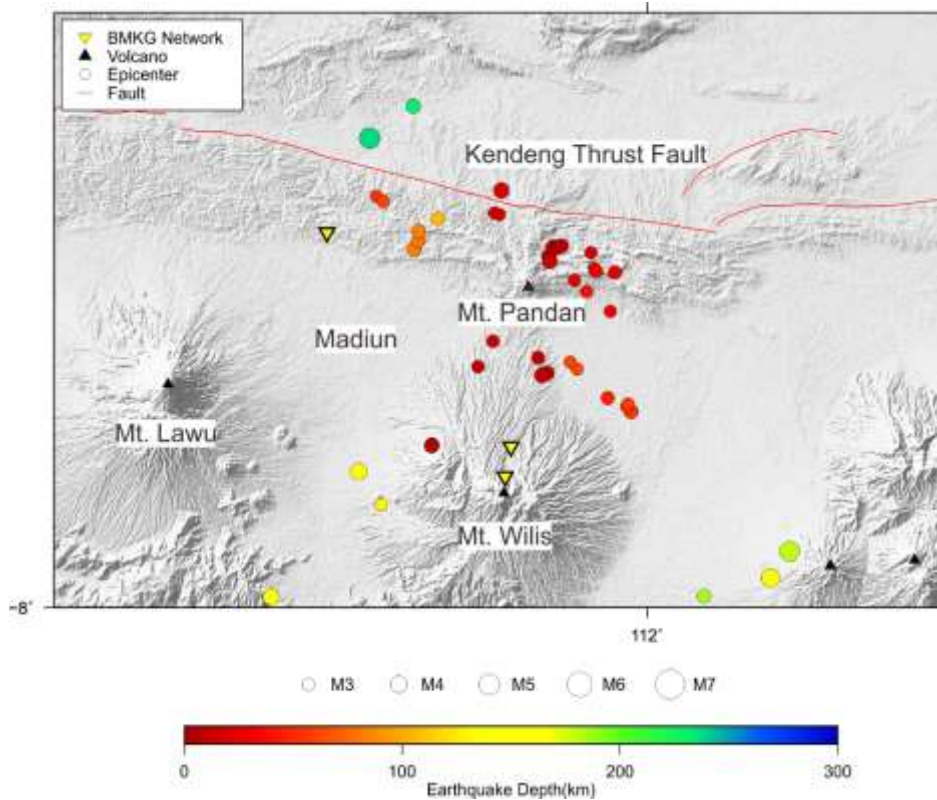 BMKG Network
Volcano
Epicenter
Fault
Kendeng Thrust Fault
Mt. Pandan
Madiun
Mt. Lawu
Mt. Wilis
-8°
112°
M3 M4 M5 M6 M7
0 100 200 300
Earthquake Depth(km)